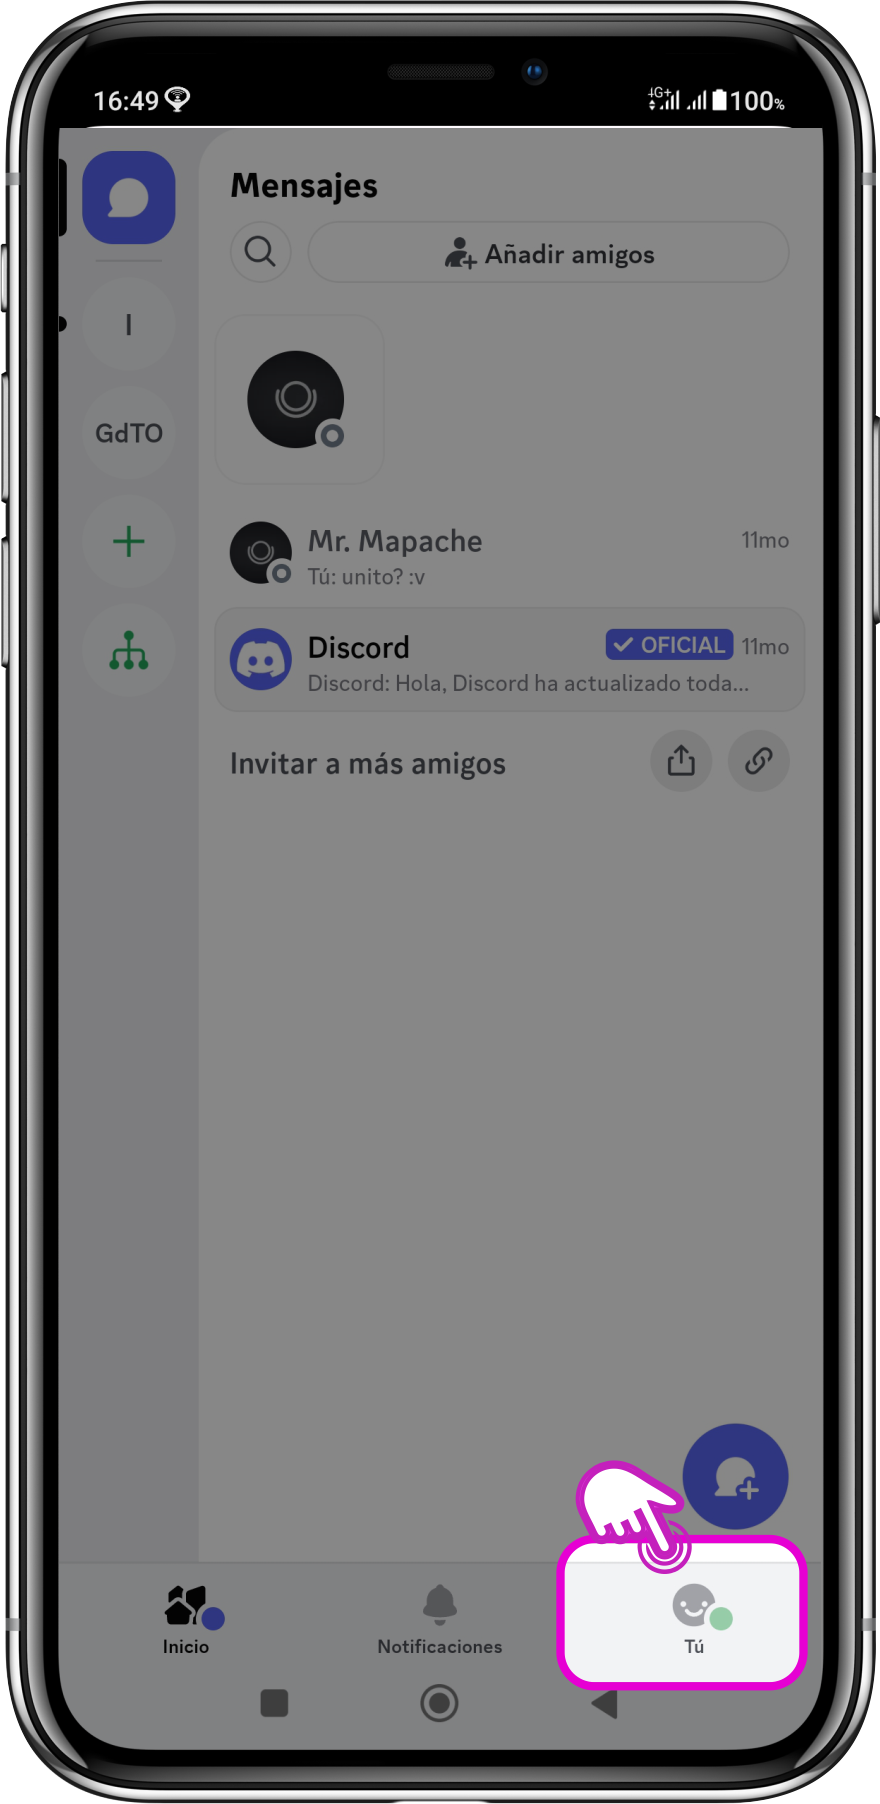 16:49
4G+ 100%
Mensajes
Añadir amigos
I
GdTO
Mr. Mapache 11mo
Tú: unito? :v
Discord ✓ OFICIAL 11mo
Discord: Hola, Discord ha actualizado toda...
Invitar a más amigos
Inicio Notificaciones Tú